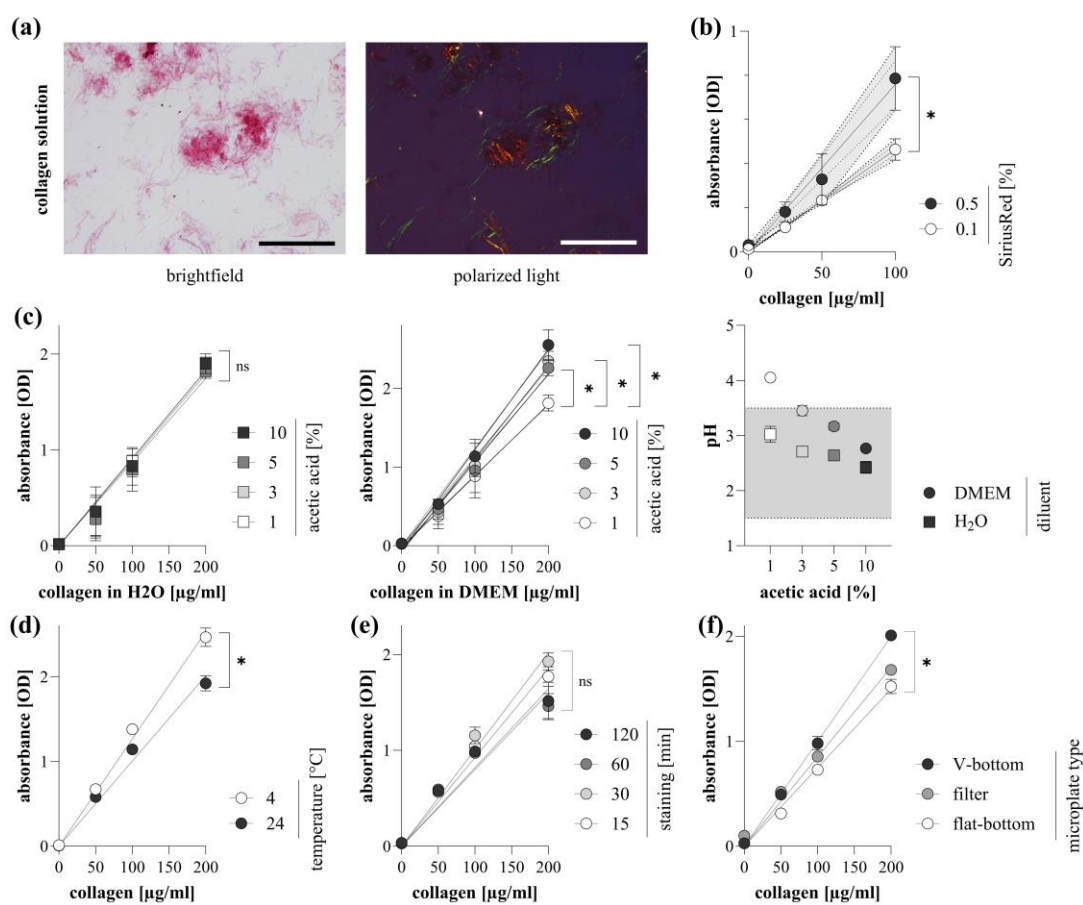 (a)
collagen solution
brightfield
polarized light
(b)
absorbance [OD]
1
0
0
50
100
collagen [µg/ml]
*
0.5
0.1
SiriusRed [%]
(c)
absorbance [OD]
2
1
0
0 50 100 150 200
collagen in H2O [µg/ml]
ns
10
5
3
1
acetic acid [%]
absorbance [OD]
2
1
0
0 50 100 150 200
collagen in DMEM [µg/ml]
* * *
10
5
3
1
acetic acid [%]
pH
5
4
3
2
1
1 3 5 10
acetic acid [%]
DMEM
H₂O
diluent
(d)
absorbance [OD]
2
1
0
0 50 100 150 200
collagen [µg/ml]
*
4
24
temperature [°C]
(e)
absorbance [OD]
2
1
0
0 50 100 150 200
collagen [µg/ml]
ns
120
60
30
15
staining [min]
(f)
absorbance [OD]
2
1
0
0 50 100 150 200
collagen [µg/ml]
*
V-bottom
filter
flat-bottom
microplate type